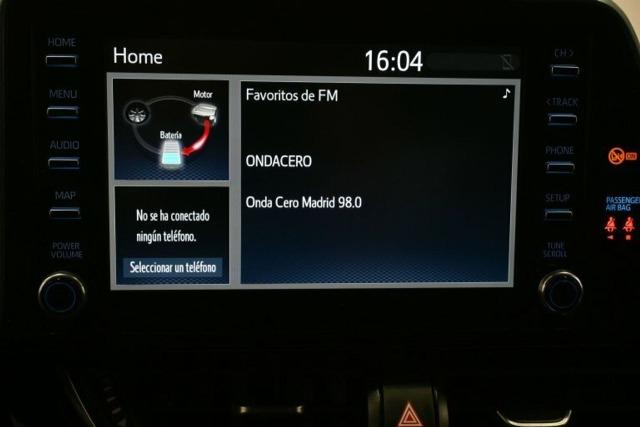 HOME
MENU
AUDIO
MAP
POWER
VOLUME
Home
16:04
Motor
Batería
No se ha conectado
ningún teléfono.
Seleccionar un teléfono
Favoritos de FM
ONDACERO
Onda Cero Madrid 98.0
CH >
< TRACK
PHONE
SETUP
TUNE
SCROLL
PASSENGER
AIR BAG